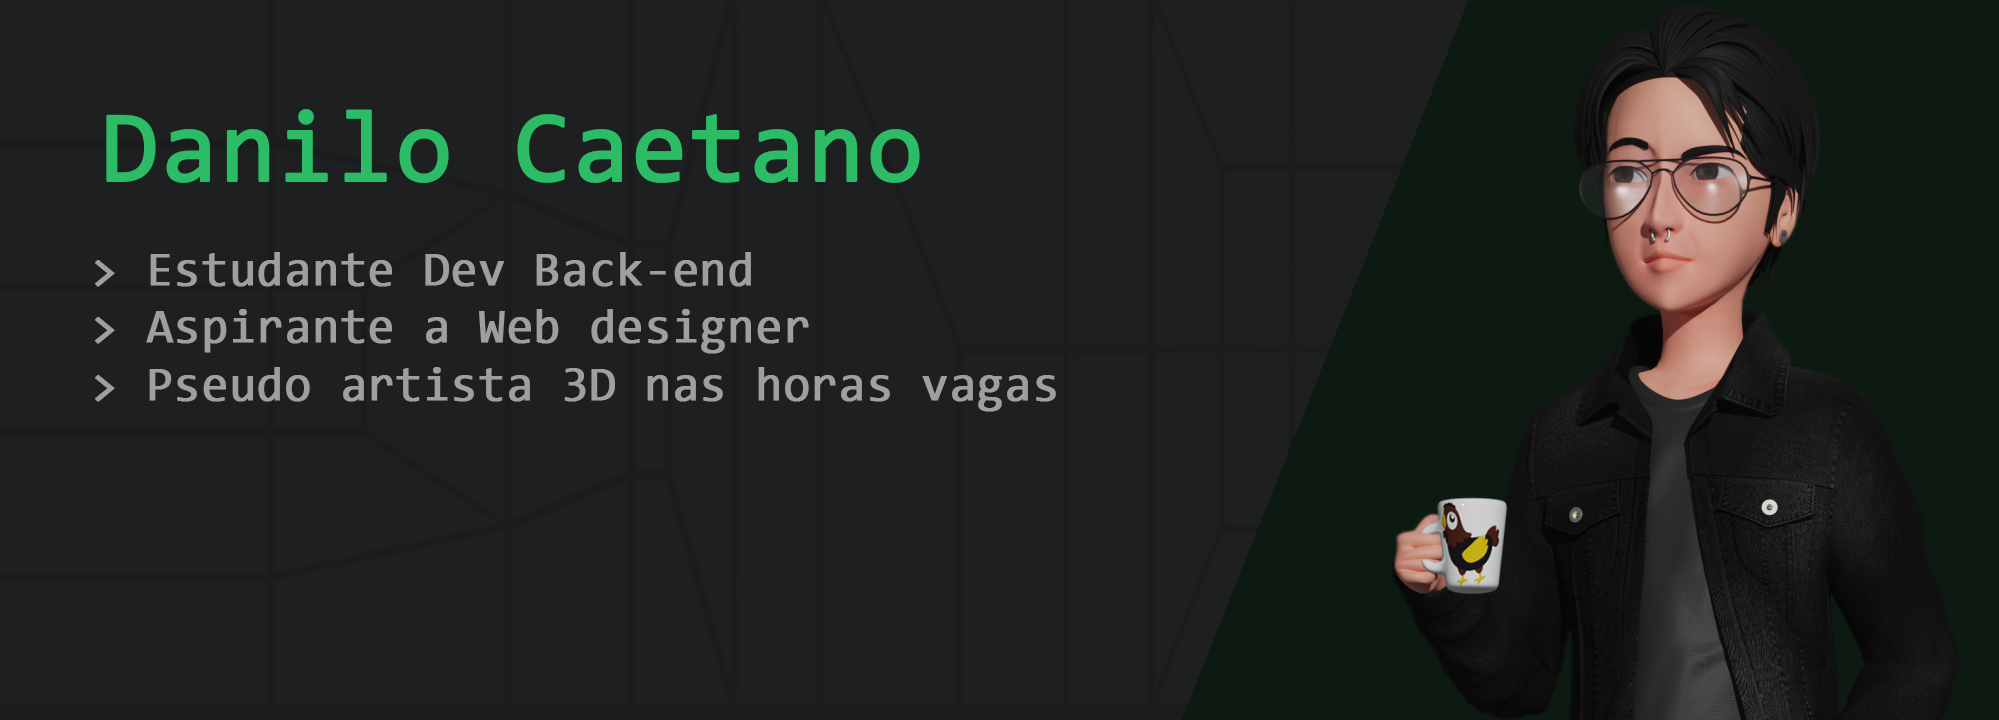 Danilo Caetano
> Estudante Dev Back-end
> Aspirante a Web designer
> Pseudo artista 3D nas horas vagas